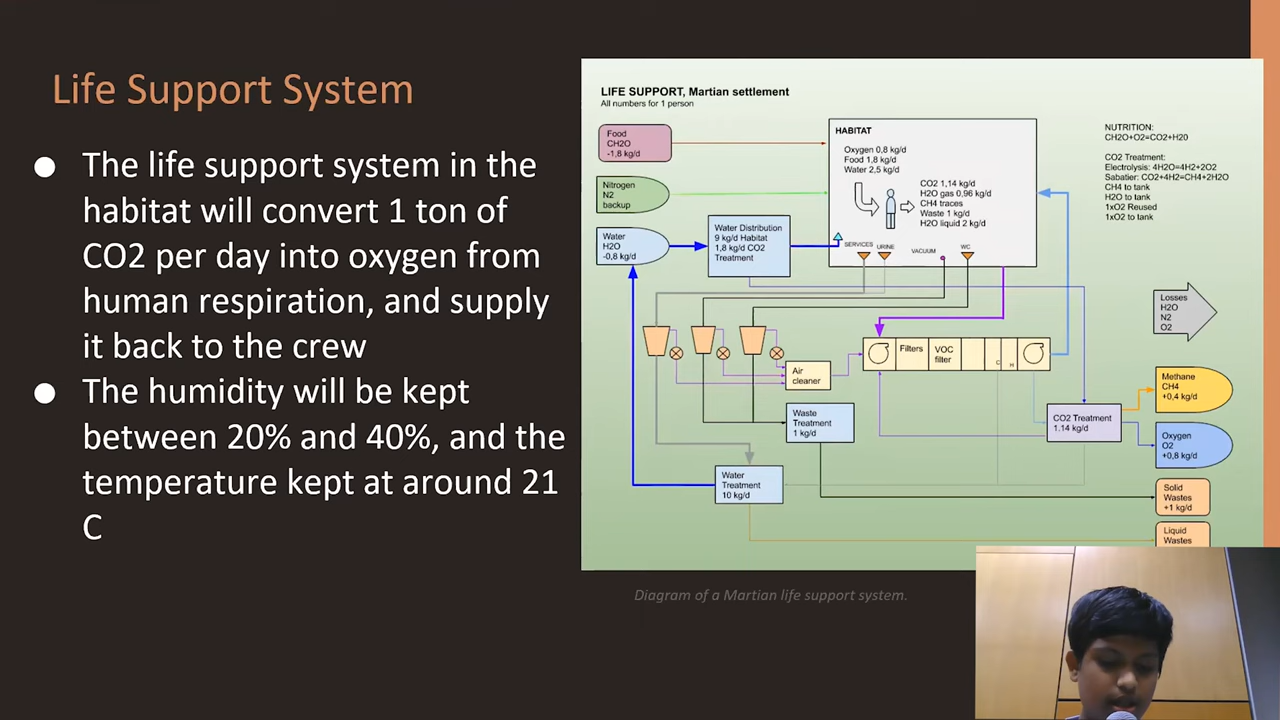 Life Support System
● The life support system in the
habitat will convert 1 ton of
CO2 per day into oxygen from
human respiration, and supply
it back to the crew
● The humidity will be kept
between 20% and 40%, and the
temperature kept at around 21
C
LIFE SUPPORT, Martian settlement
All numbers for 1 person
Food
CH2O
-1,8 kg/d
Nitrogen
N2
backup
Water
H2O
-0,8 kg/d
Water Distribution
9 kg/d Habitat
1,8 kg/d CO2
Treatment
HABITAT
Oxygen 0,8 kg/d
Food 1,8 kg/d
Water 2,5 kg/d
CO2 1,14 kg/d
H2O gas 0,96 kg/d
CH4 traces
Waste 1 kg/d
H2O liquid 2 kg/d
SERVICES
URINE
VACUUM
WC
NUTRITION:
CH2O+O2=CO2+H20
CO2 Treatment:
Electrolysis: 4H2O=4H2+2O2
Sabatier: CO2+4H2=CH4+2H2O
CH4 to tank
H2O to tank
1xO2 Reused
1xO2 to tank
Losses
H2O
N2
O2
Filters
VOC
filter
C
H
Air
cleaner
Waste
Treatment
1 kg/d
Water
Treatment
10 kg/d
CO2 Treatment
1.14 kg/d
Methane
CH4
+0,4 kg/d
Oxygen
O2
+0,8 kg/d
Solid
Wastes
+1 kg/d
Liquid
Wastes
Diagram of a Martian life support system.